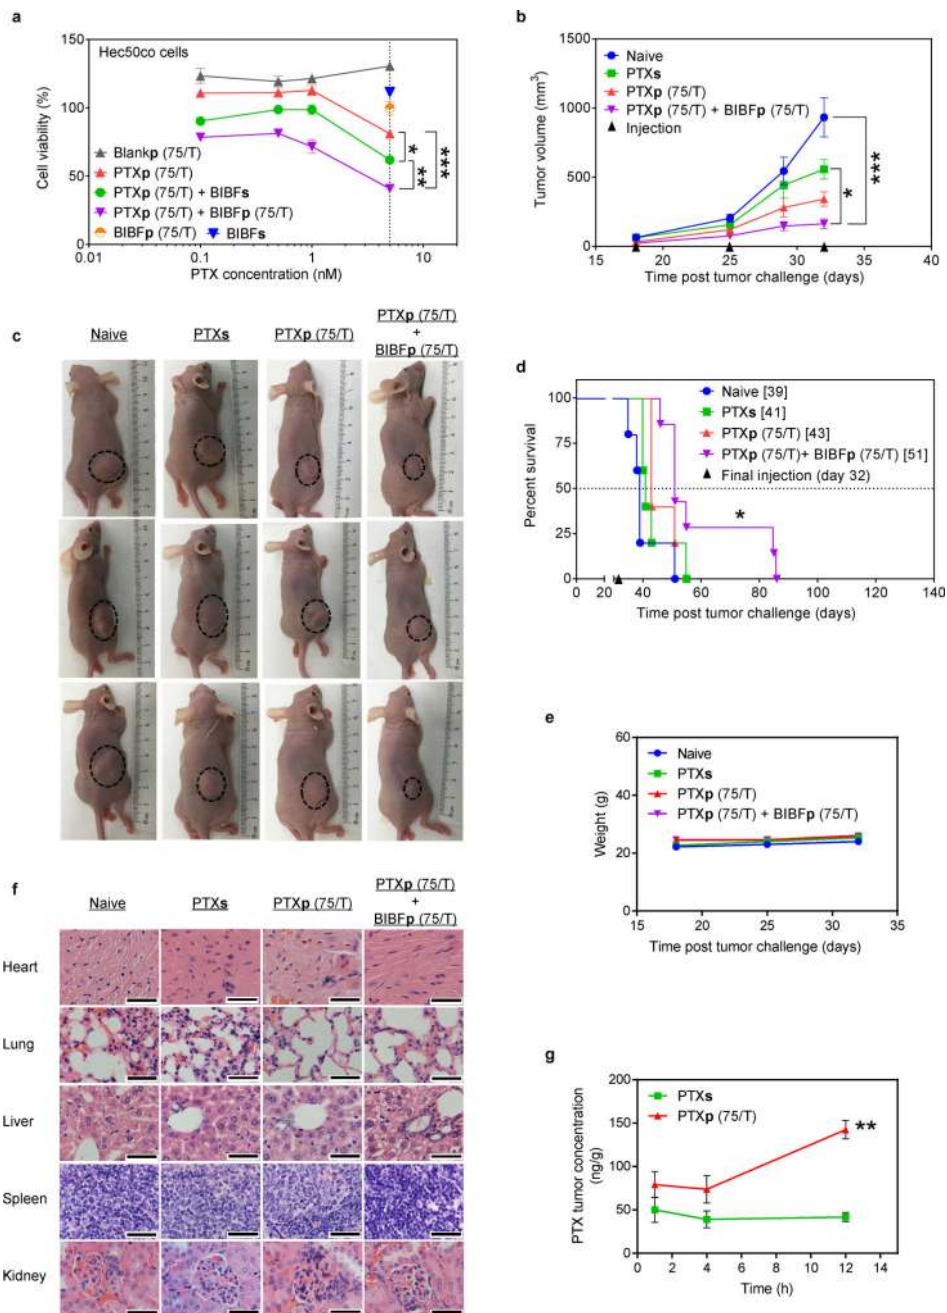 a
150
100
50
0
0.01
0.1
1
10
Hec50co cells
Cell viability (%)
PTX concentration (nM)
Blankp (75/T)
PTXp (75/T)
PTXp (75/T) + BIBFs
PTXp (75/T) + BIBFp (75/T)
BIBFp (75/T)
BIBFs
*
**
***
b
1500
1000
500
0
15 20 25 30 35 40
Tumor volume (mm³)
Time post tumor challenge (days)
Naive
PTXs
PTXp (75/T)
PTXp (75/T) + BIBFp (75/T)
Injection
*
***
c
Naive
PTXs
PTXp (75/T)
PTXp (75/T)
+
BIBFp (75/T)
d
100
75
50
25
0
0 20 40 60 80 100 120 140
Percent survival
Time post tumor challenge (days)
Naive [39]
PTXs [41]
PTXp (75/T) [43]
PTXp (75/T)+ BIBFp (75/T) [51]
Final injection (day 32)
*
e
60
40
20
0
15 20 25 30 35
Weight (g)
Time post tumor challenge (days)
Naive
PTXs
PTXp (75/T)
PTXp (75/T) + BIBFp (75/T)
f
Naive
PTXs
PTXp (75/T)
PTXp (75/T)
+
BIBFp (75/T)
Heart
Lung
Liver
Spleen
Kidney
g
200
150
100
50
0
0 2 4 6 8 10 12 14
PTX tumor concentration
(ng/g)
Time (h)
PTXs
PTXp (75/T)
**